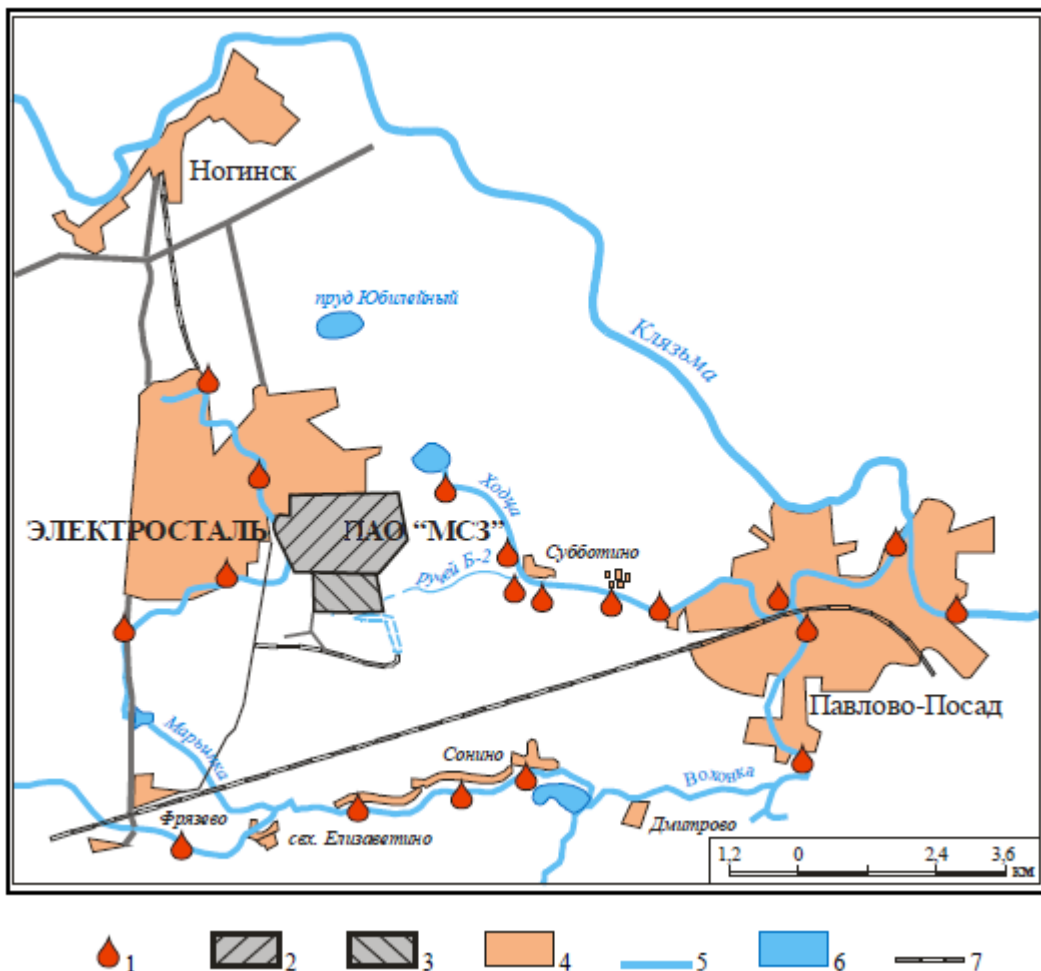 Ногинск
пруд Юбилейный
Клязьма
Ходца
ЭЛЕКТРОСТАЛЬ
ПАО “МСЗ”
Субботино
ручей Б-2
Павлово-Посад
Марьинка
Сонино
Вохонка
Фрязево
свх. Елизаветино
Дмитрово
1,2 0 2,4 3,6
км
1 2 3 4 5 6 7